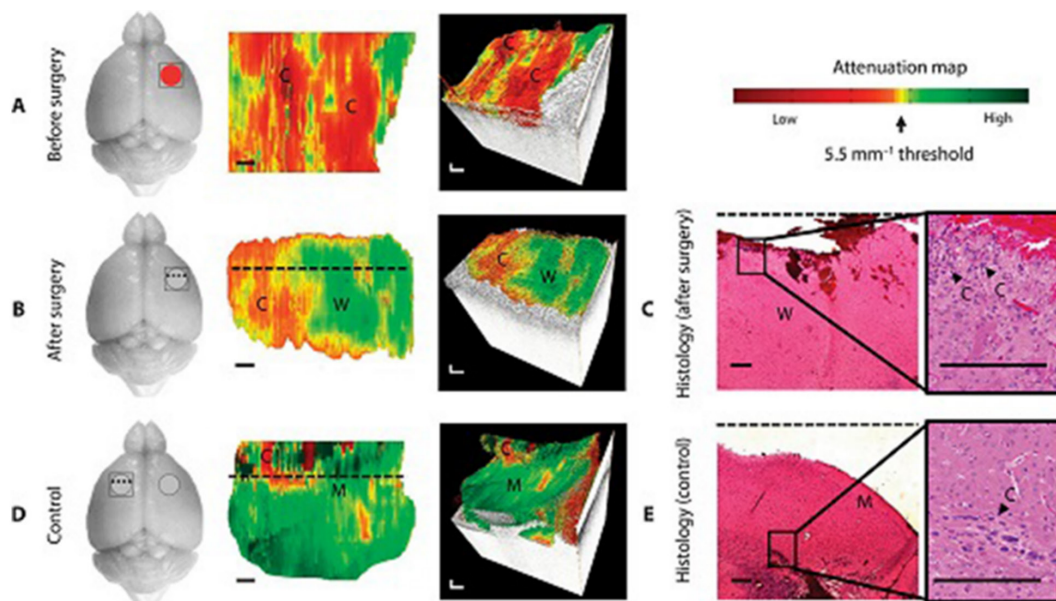 A
Before surgery
C
C
C
C
Attenuation map
Low
High
5.5 mm⁻¹ threshold
B
After surgery
C
W
C
W
C
Histology (after surgery)
W
C
C
D
Control
C
M
C
M
E
Histology (control)
M
C